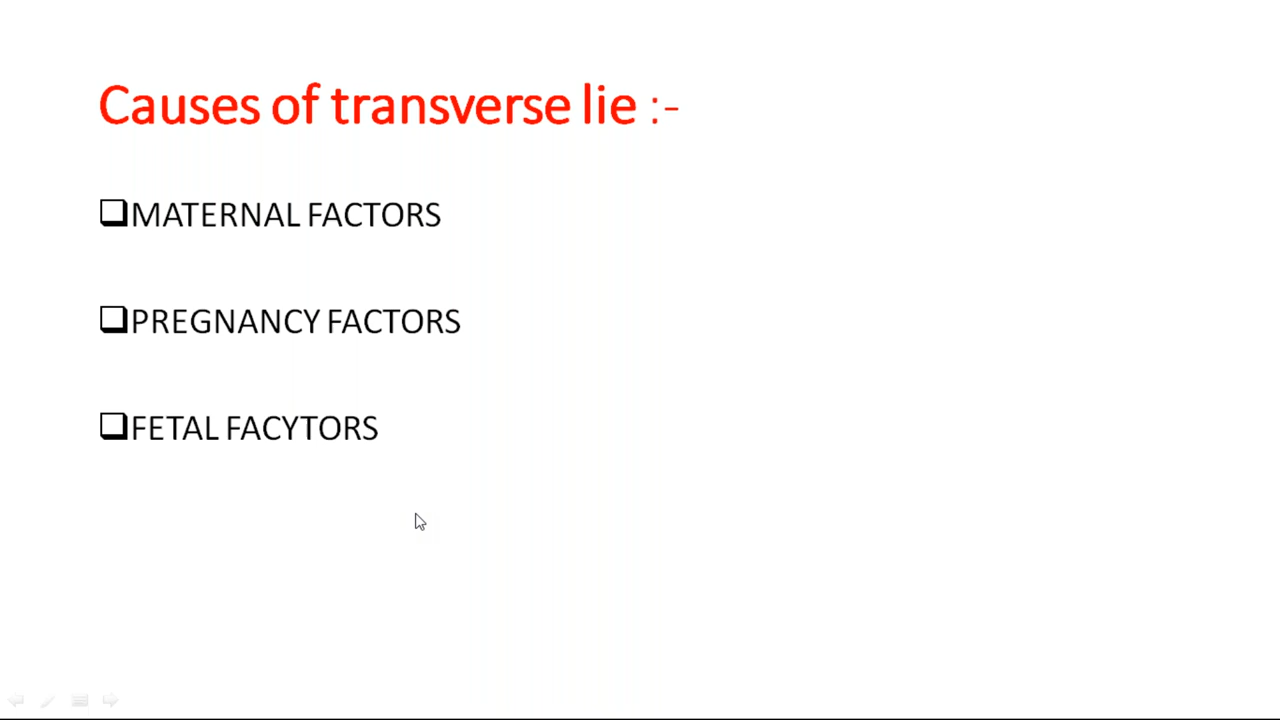 Causes of transverse lie :-
❑MATERNAL FACTORS
❑PREGNANCY FACTORS
❑FETAL FACYTORS